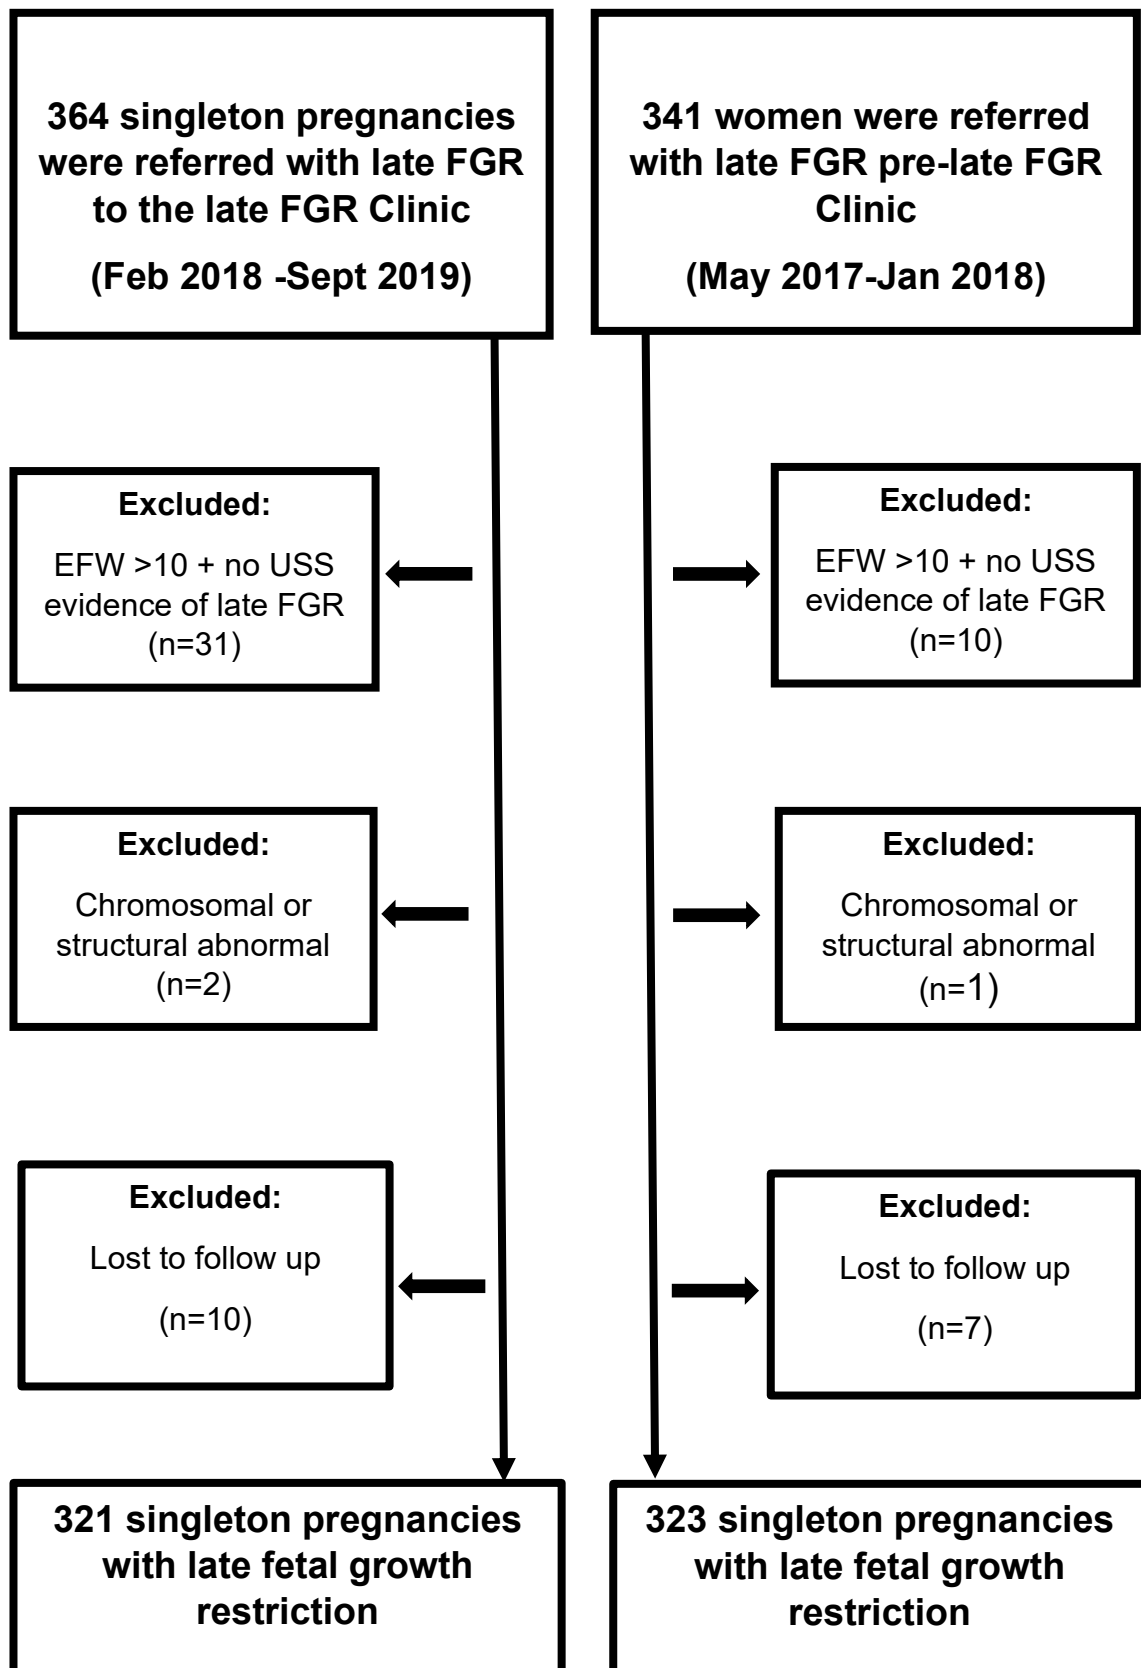 364 singleton pregnancies
were referred with late FGR
to the late FGR Clinic
(Feb 2018 -Sept 2019)
341 women were referred
with late FGR pre-late FGR
Clinic
(May 2017-Jan 2018)
Excluded:
EFW >10 + no USS
evidence of late FGR
(n=31)
Excluded:
EFW >10 + no USS
evidence of late FGR
(n=10)
Excluded:
Chromosomal or
structural abnormal
(n=2)
Excluded:
Chromosomal or
structural abnormal
(n=1)
Excluded:
Lost to follow up
(n=10)
Excluded:
Lost to follow up
(n=7)
321 singleton pregnancies
with late fetal growth
restriction
323 singleton pregnancies
with late fetal growth
restriction